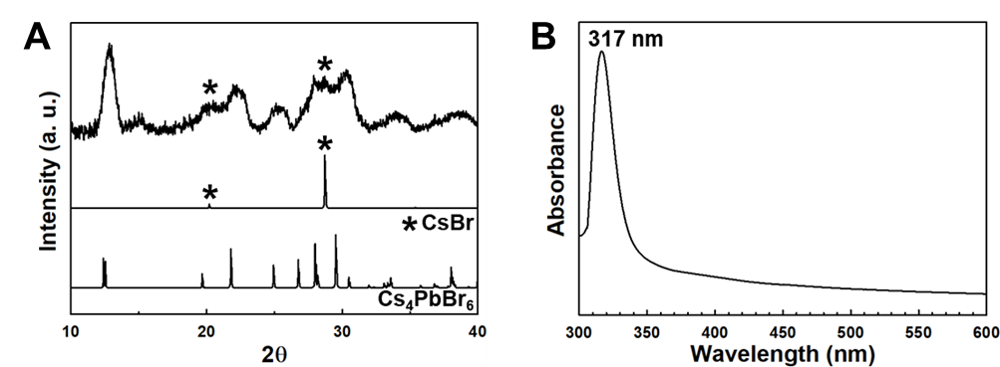 A
Intensity (a. u.)
*
*
*
*
* CsBr
Cs4PbBr6
10 20 30 40
2θ
B
317 nm
Absorbance
300 350 400 450 500 550 600
Wavelength (nm)